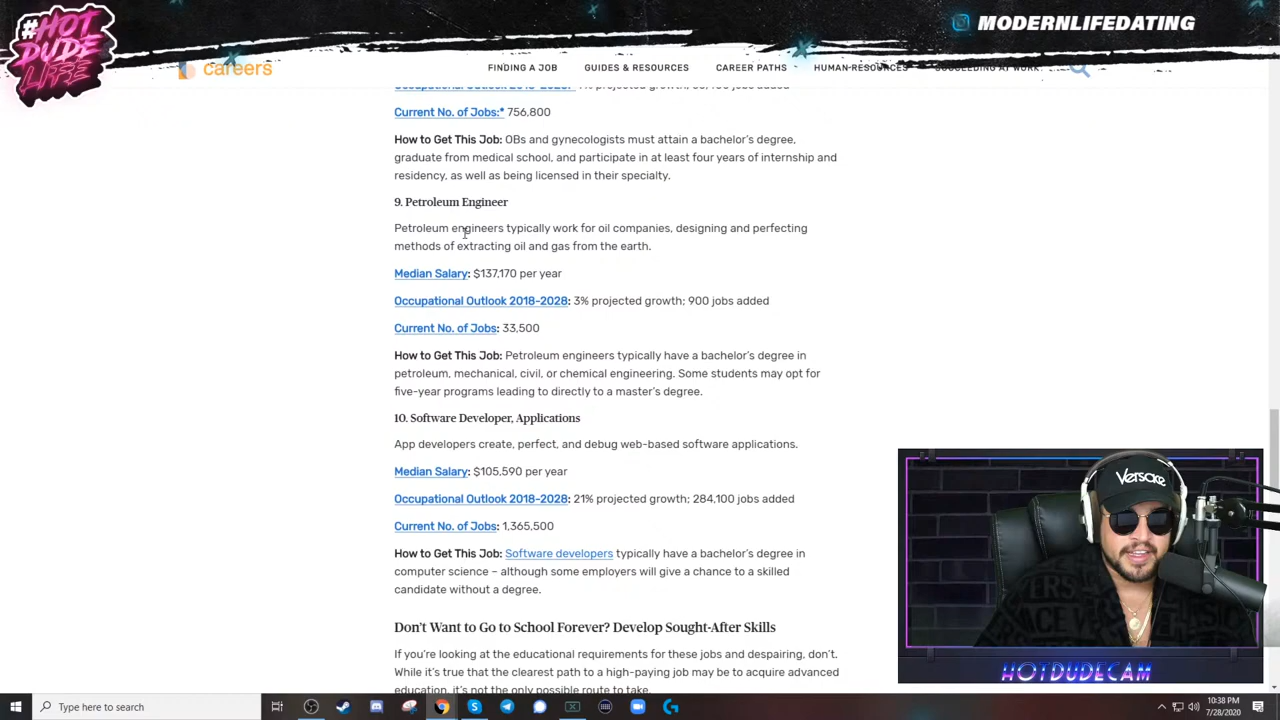 #HOT
DUDE
LIFE
MODERNLIFEDATING
careers
FINDING A JOB
GUIDES & RESOURCES
CAREER PATHS
HUMAN-RESOURCES
SUCCEEDING AT WORK
Current No. of Jobs:* 756,800
How to Get This Job: OBs and gynecologists must attain a bachelor's degree,
graduate from medical school, and participate in at least four years of internship and
residency, as well as being licensed in their specialty.
9. Petroleum Engineer
Petroleum engineers typically work for oil companies, designing and perfecting
methods of extracting oil and gas from the earth.
Median Salary: $137,170 per year
Occupational Outlook 2018-2028: 3% projected growth; 900 jobs added
Current No. of Jobs: 33,500
How to Get This Job: Petroleum engineers typically have a bachelor's degree in
petroleum, mechanical, civil, or chemical engineering. Some students may opt for
five-year programs leading to directly to a master's degree.
10. Software Developer, Applications
App developers create, perfect, and debug web-based software applications.
Median Salary: $105,590 per year
Occupational Outlook 2018-2028: 21% projected growth; 284,100 jobs added
Current No. of Jobs: 1,365,500
How to Get This Job: Software developers typically have a bachelor's degree in
computer science – although some employers will give a chance to a skilled
candidate without a degree.
Don't Want to Go to School Forever? Develop Sought-After Skills
If you're looking at the educational requirements for these jobs and despairing, don't.
While it's true that the clearest path to a high-paying job may be to acquire advanced
education, it's not the only possible route to take.
Versace
HOTDUDECAM
Type here to search
10:38 PM
7/28/2020